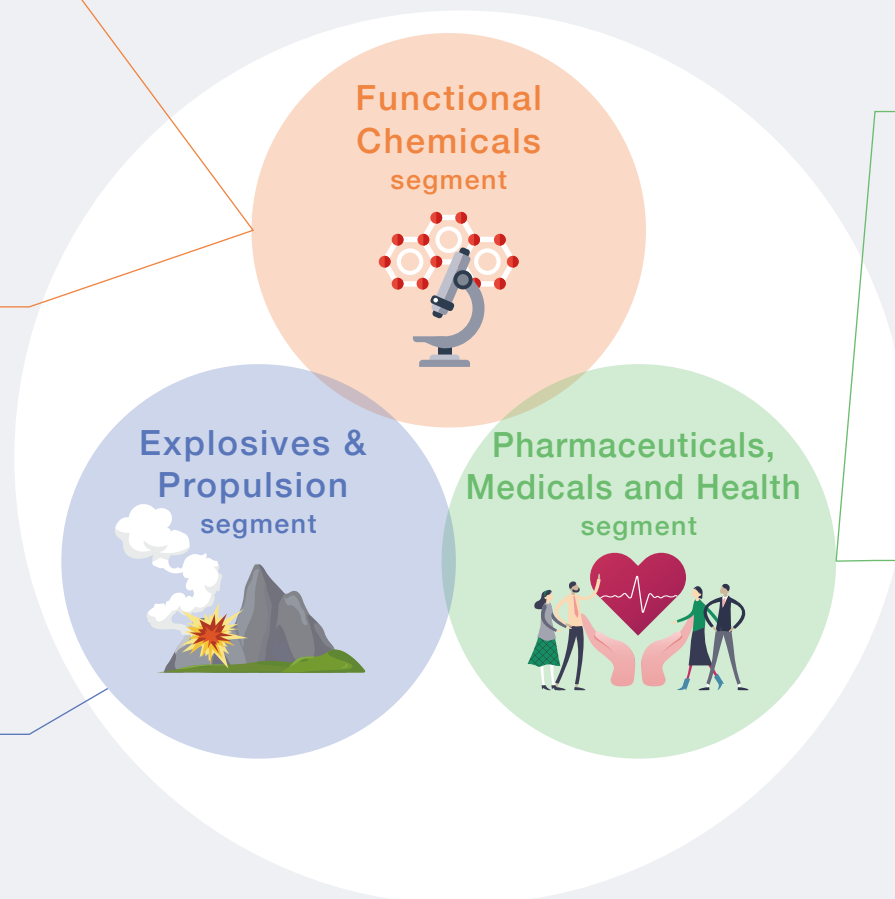 Functional
Chemicals
segment
Explosives &
Propulsion
segment
Pharmaceuticals,
Medicals and Health
segment